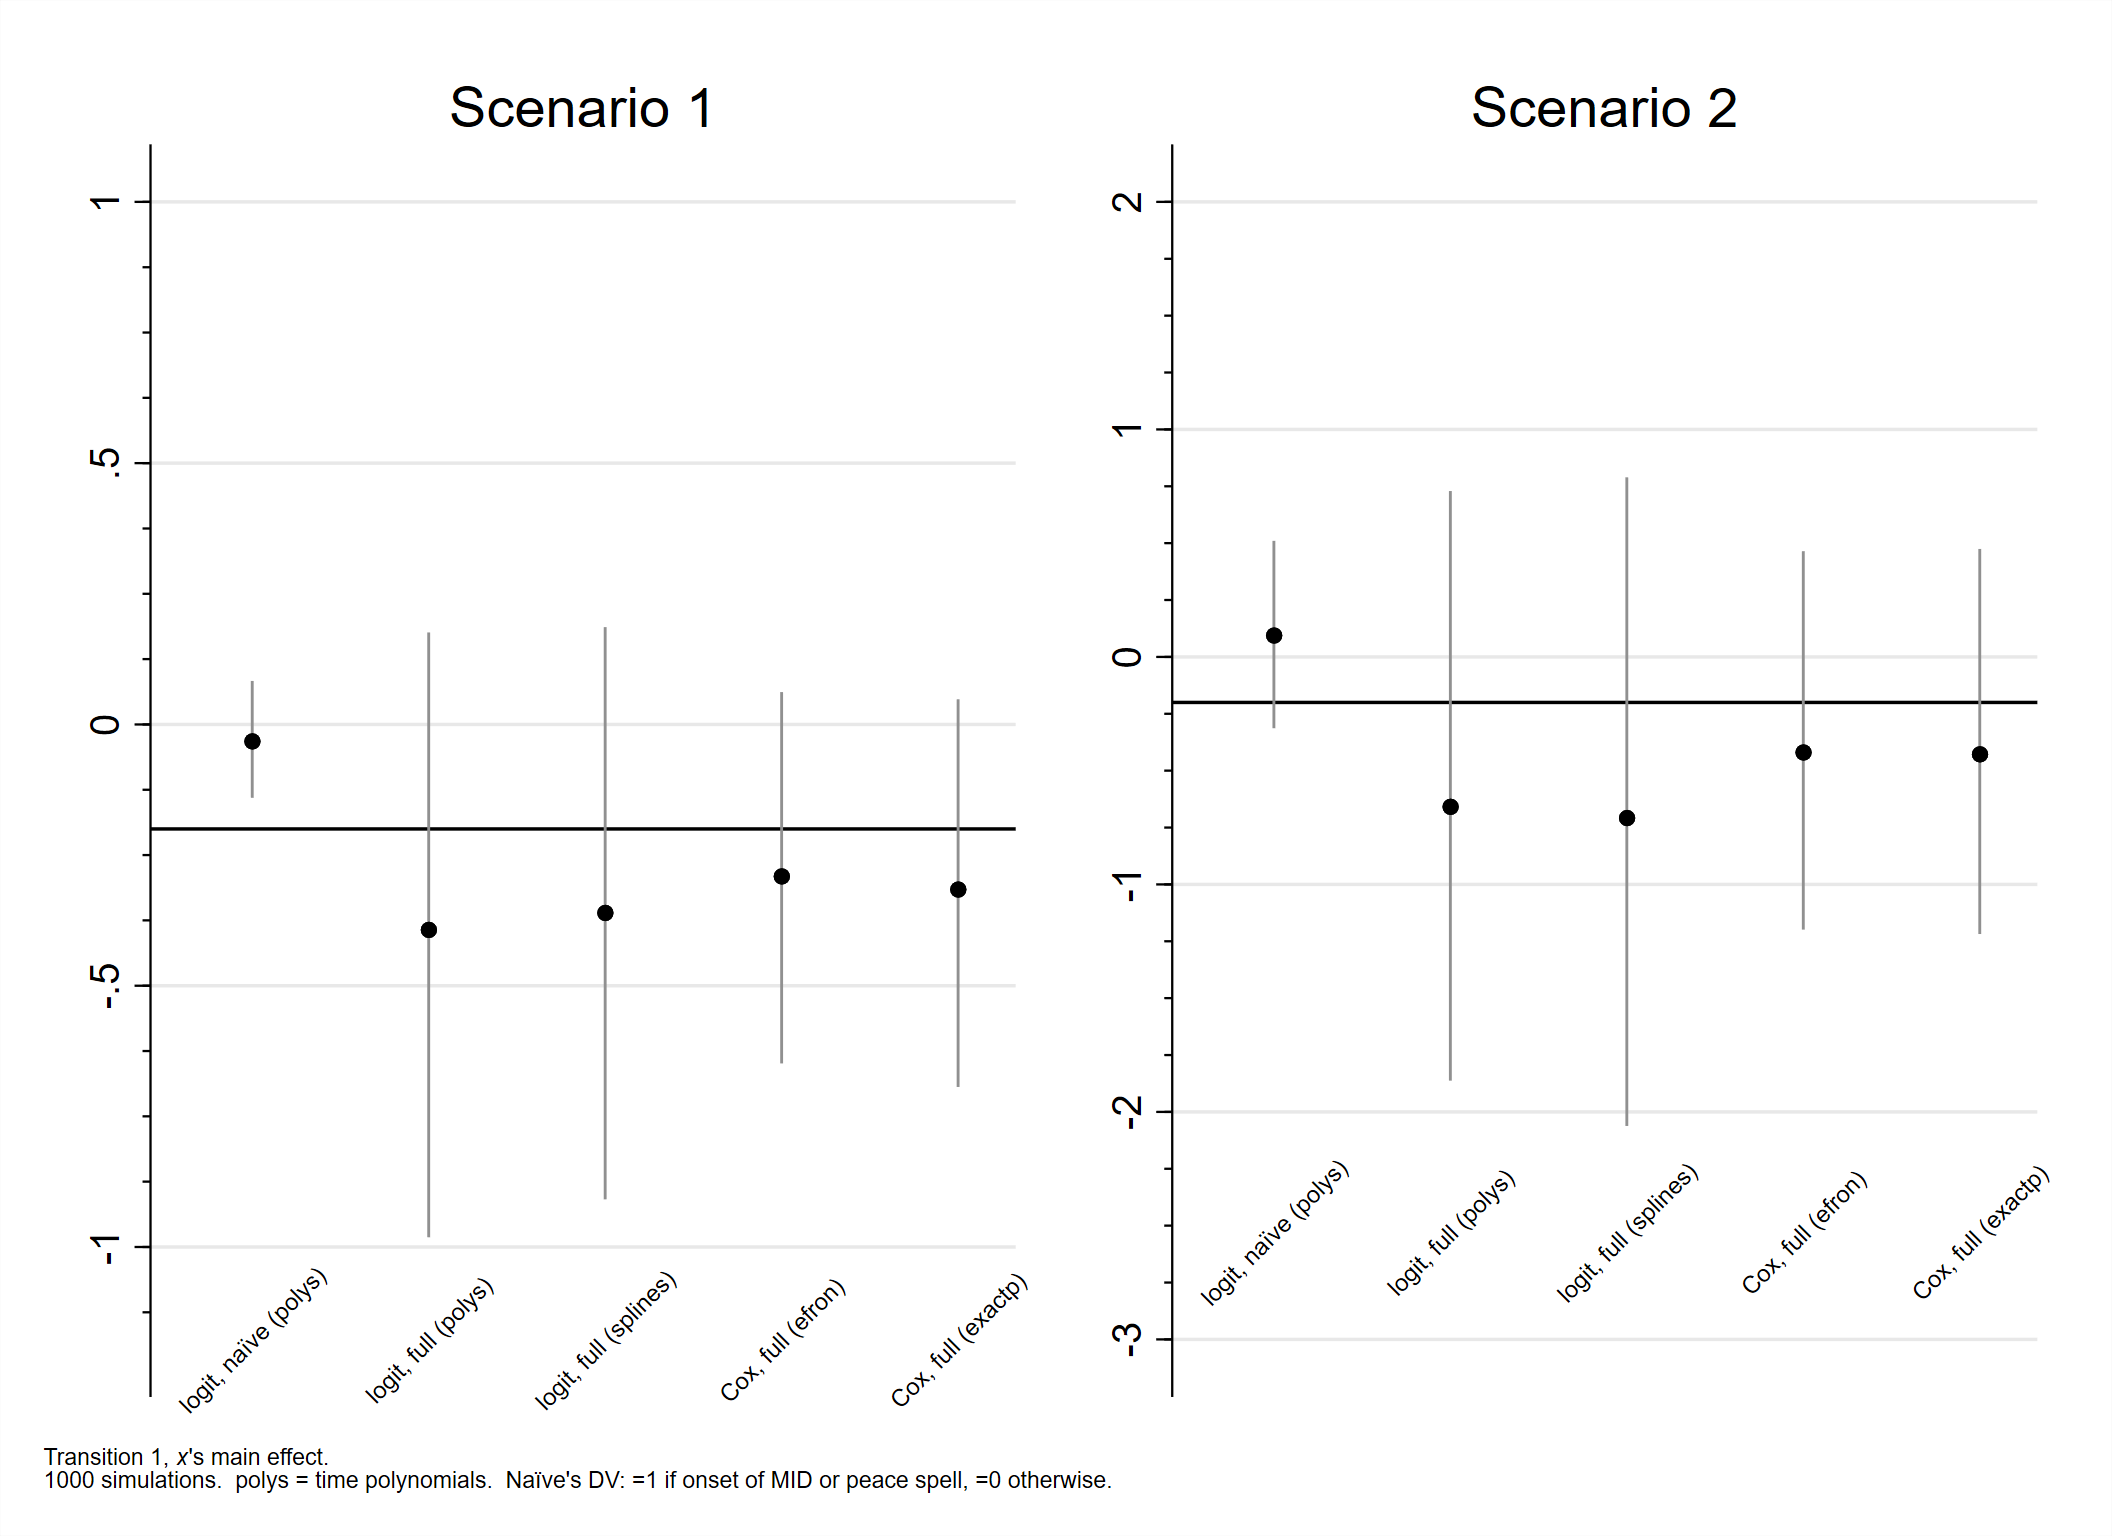 Scenario 1
1
.5
0
-.5
-1
logit, naïve (polys)
logit, full (polys)
logit, full (splines)
Cox, full (efron)
Cox, full (exactp)
Scenario 2
2
1
0
-1
-2
-3
logit, naïve (polys)
logit, full (polys)
logit, full (splines)
Cox, full (efron)
Cox, full (exactp)
Transition 1, x's main effect.
1000 simulations.  polys = time polynomials.  Naïve's DV: =1 if onset of MID or peace spell, =0 otherwise.